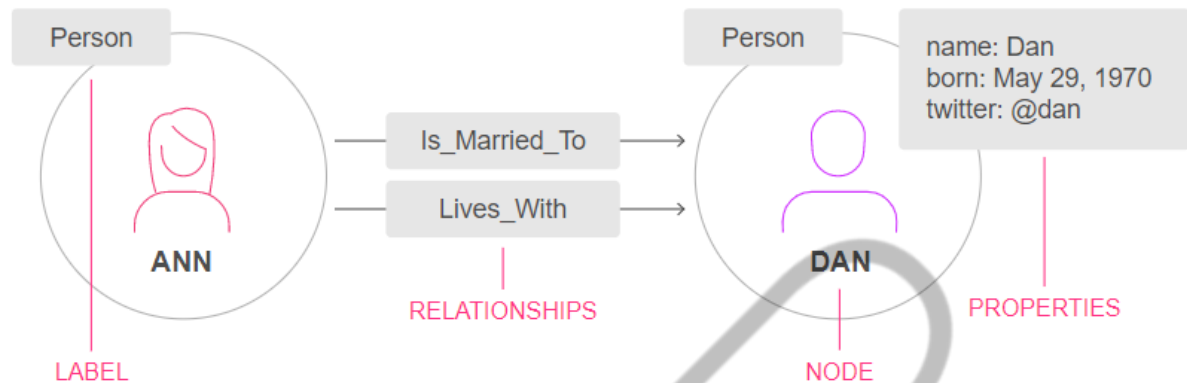 Person
Person
name: Dan
born: May 29, 1970
twitter: @dan
Is_Married_To
Lives_With
ANN
DAN
RELATIONSHIPS
PROPERTIES
LABEL
NODE